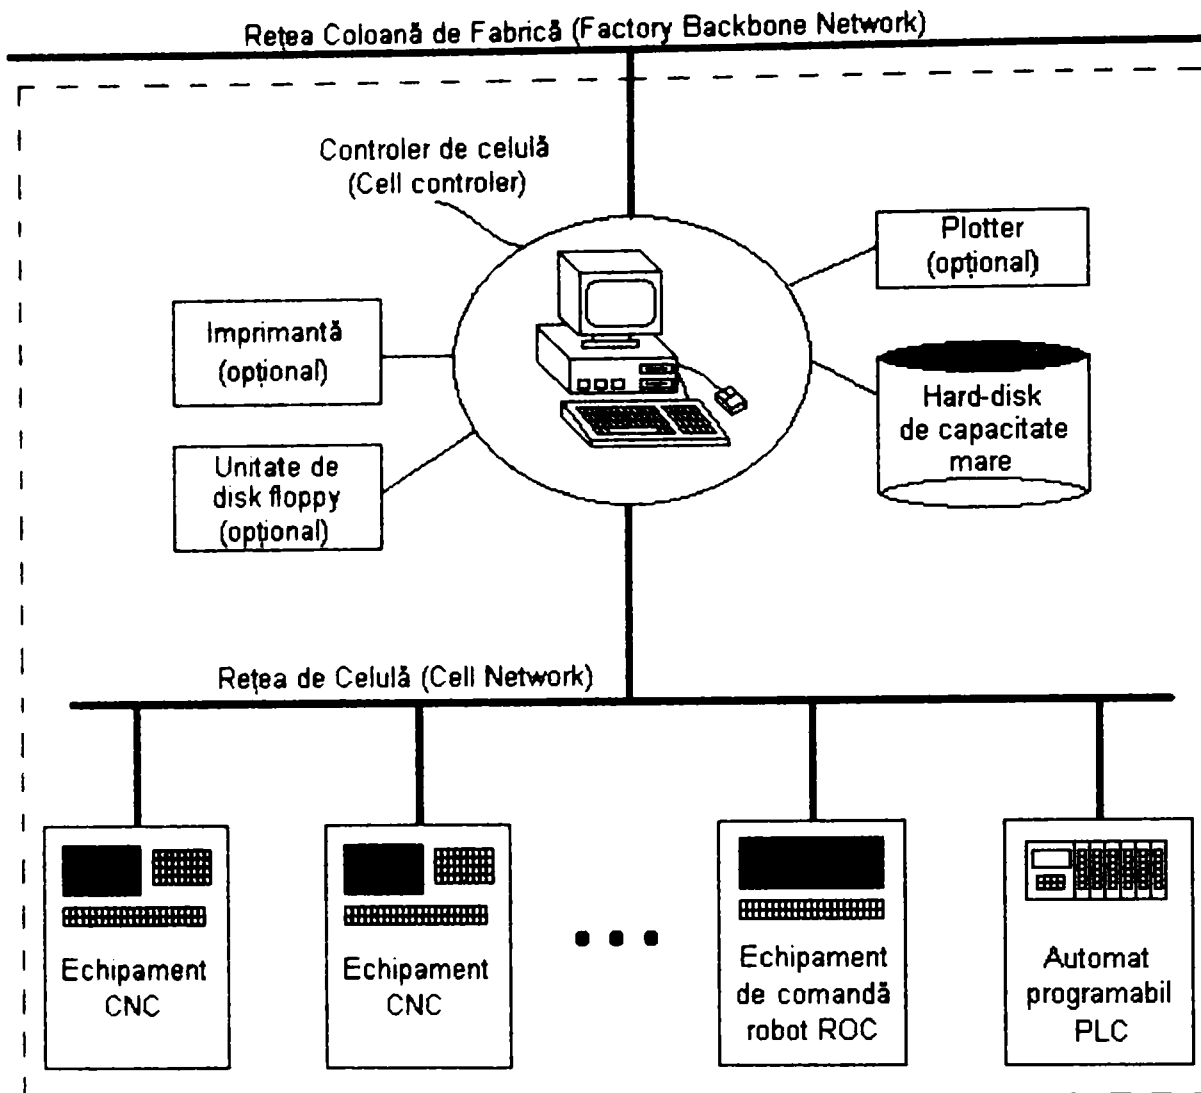 Rețea Coloană de Fabrică (Factory Backbone Network)
Controler de celulă
(Cell controler)
Plotter
(opțional)
Imprimantă
(opțional)
Hard-disk
de capacitate
mare
Unitate de
disk floppy
(opțional)
Rețea de Celulă (Cell Network)
Echipament
CNC
Echipament
CNC
Echipament
de comandă
robot ROC
Automat
programabil
PLC